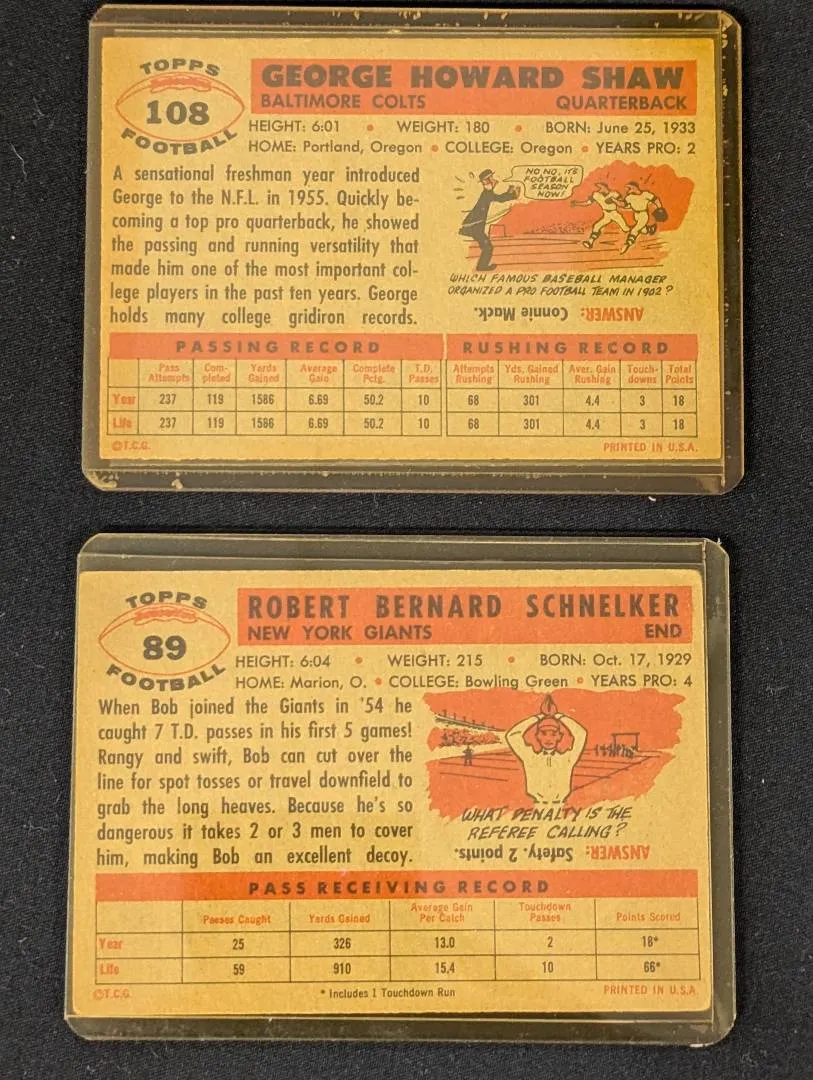 TOPPS
108
FOOTBALL
GEORGE HOWARD SHAW
BALTIMORE COLTS QUARTERBACK
HEIGHT: 6:01 • WEIGHT: 180 • BORN: June 25, 1933
HOME: Portland, Oregon • COLLEGE: Oregon • YEARS PRO: 2
A sensational freshman year introduced
George to the N.F.L. in 1955. Quickly be-
coming a top pro quarterback, he showed
the passing and running versatility that
made him one of the most important col-
lege players in the past ten years. George
holds many college gridiron records.
NO, NO, IT'S
FOOTBALL
SEASON
NOW!
WHICH FAMOUS BASEBALL MANAGER
ORGANIZED A PRO FOOTBALL TEAM IN 1902?
ANSWER: Connie Mack.
PASSING RECORD RUSHING RECORD
Pass Attempts Com- pleted Yards Gained Average Gain Complete Pctg. T.D. Passes Attempts Rushing Yds. Gained Rushing Aver. Gain Rushing Touch- downs Total Points
Year 237 119 1586 6.69 50.2 10 68 301 4.4 3 18
Life 237 119 1586 6.69 50.2 10 68 301 4.4 3 18
©T.C.G. PRINTED IN U.S.A.
TOPPS
89
FOOTBALL
ROBERT BERNARD SCHNELKER
NEW YORK GIANTS END
HEIGHT: 6:04 • WEIGHT: 215 • BORN: Oct. 17, 1929
HOME: Marion, O. • COLLEGE: Bowling Green • YEARS PRO: 4
When Bob joined the Giants in '54 he
caught 7 T.D. passes in his first 5 games!
Rangy and swift, Bob can cut over the
line for spot tosses or travel downfield to
grab the long heaves. Because he's so
dangerous it takes 2 or 3 men to cover
him, making Bob an excellent decoy.
WHAT PENALTY IS THE
REFEREE CALLING?
ANSWER: Safety. 2 points.
PASS RECEIVING RECORD
Passes Caught Yards Gained Average Gain Per Catch Touchdown Passes Points Scored
Year 25 326 13.0 2 18*
Life 59 910 15.4 10 66*
©T.C.G. * Includes 1 Touchdown Run PRINTED IN U.S.A.